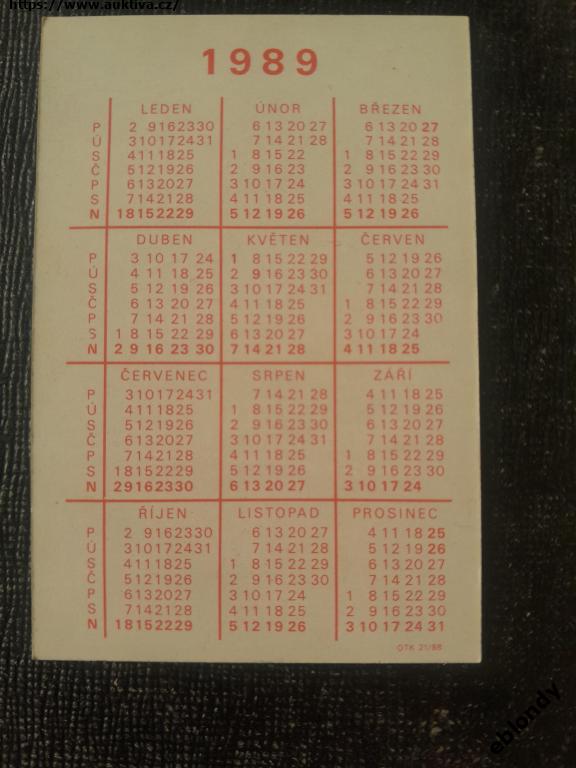 https://www.auktiva.cz/
1989
LEDEN ÚNOR BŘEZEN
P 2 9 16 23 30 6 13 20 27 6 13 20 27
Ú 3 10 17 24 31 7 14 21 28 7 14 21 28
S 4 11 18 25 1 8 15 22 1 8 15 22 29
Č 5 12 19 26 2 9 16 23 2 9 16 23 30
P 6 13 20 27 3 10 17 24 3 10 17 24 31
S 7 14 21 28 4 11 18 25 4 11 18 25
N 1 8 15 22 29 5 12 19 26 5 12 19 26
DUBEN KVĚTEN ČERVEN
P 3 10 17 24 1 8 15 22 29 5 12 19 26
Ú 4 11 18 25 2 9 16 23 30 6 13 20 27
S 5 12 19 26 3 10 17 24 31 7 14 21 28
Č 6 13 20 27 4 11 18 25 1 8 15 22 29
P 7 14 21 28 5 12 19 26 2 9 16 23 30
S 1 8 15 22 29 6 13 20 27 3 10 17 24
N 2 9 16 23 30 7 14 21 28 4 11 18 25
ČERVENEC SRPEN ZÁŘÍ
P 3 10 17 24 31 7 14 21 28 4 11 18 25
Ú 4 11 18 25 1 8 15 22 29 5 12 19 26
S 5 12 19 26 2 9 16 23 30 6 13 20 27
Č 6 13 20 27 3 10 17 24 31 7 14 21 28
P 7 14 21 28 4 11 18 25 1 8 15 22 29
S 1 8 15 22 29 5 12 19 26 2 9 16 23 30
N 2 9 16 23 30 6 13 20 27 3 10 17 24
ŘÍJEN LISTOPAD PROSINEC
P 2 9 16 23 30 6 13 20 27 4 11 18 25
Ú 3 10 17 24 31 7 14 21 28 5 12 19 26
S 4 11 18 25 1 8 15 22 29 6 13 20 27
Č 5 12 19 26 2 9 16 23 30 7 14 21 28
P 6 13 20 27 3 10 17 24 1 8 15 22 29
S 7 14 21 28 4 11 18 25 2 9 16 23 30
N 1 8 15 22 29 5 12 19 26 3 10 17 24 31
OTK 21/88
eblondy